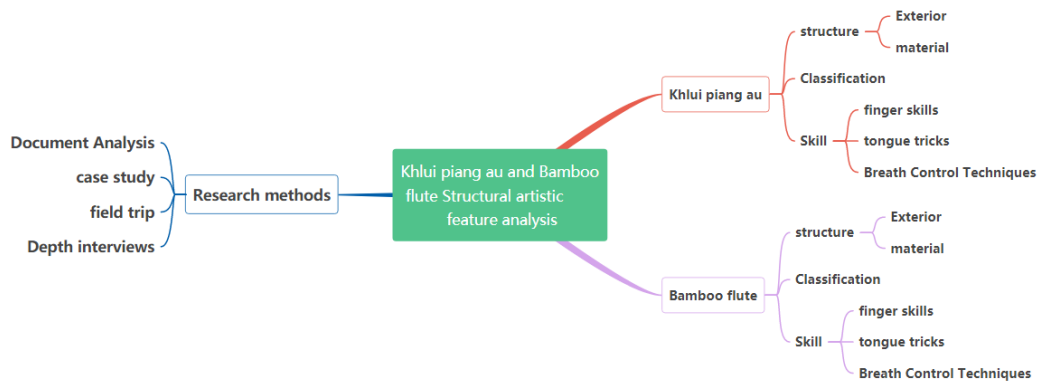 Khlui piang au and Bamboo
flute Structural artistic
feature analysis
Research methods
Document Analysis
case study
field trip
Depth interviews
Khlui piang au
structure
Exterior
material
Classification
Skill
finger skills
tongue tricks
Breath Control Techniques
Bamboo flute
structure
Exterior
material
Classification
Skill
finger skills
tongue tricks
Breath Control Techniques